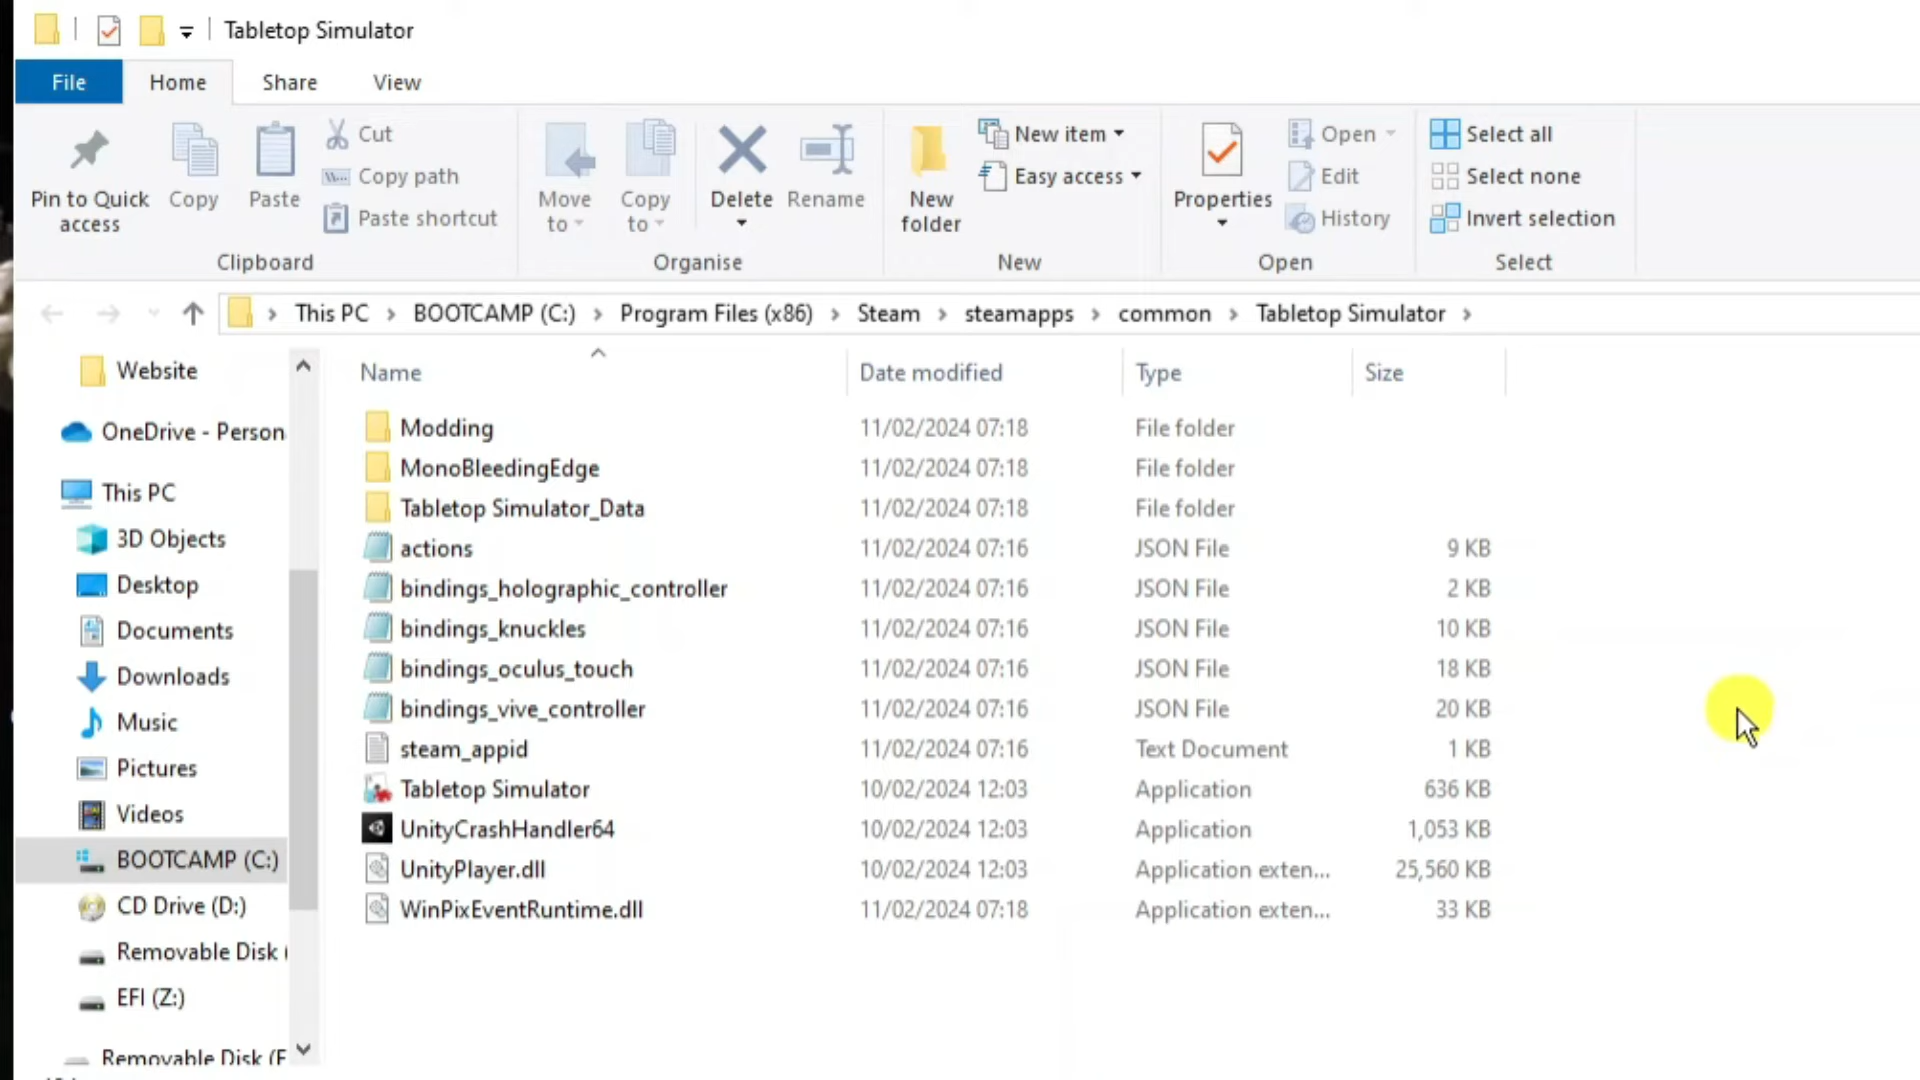 Tabletop Simulator
File Home Share View
Pin to Quick access
Copy
Paste
Cut
Copy path
Paste shortcut
Clipboard
Move to
Copy to
Delete
Rename
Organise
New folder
New item
Easy access
New
Properties
Open
Edit
History
Open
Select all
Select none
Invert selection
Select
This PC > BOOTCAMP (C:) > Program Files (x86) > Steam > steamapps > common > Tabletop Simulator >
Website
OneDrive - Person
This PC
3D Objects
Desktop
Documents
Downloads
Music
Pictures
Videos
BOOTCAMP (C:)
CD Drive (D:)
Removable Disk (
EFI (Z:)
Removable Disk (F
Name Date modified Type Size
Modding 11/02/2024 07:18 File folder
MonoBleedingEdge 11/02/2024 07:18 File folder
Tabletop Simulator_Data 11/02/2024 07:18 File folder
actions 11/02/2024 07:16 JSON File 9 KB
bindings_holographic_controller 11/02/2024 07:16 JSON File 2 KB
bindings_knuckles 11/02/2024 07:16 JSON File 10 KB
bindings_oculus_touch 11/02/2024 07:16 JSON File 18 KB
bindings_vive_controller 11/02/2024 07:16 JSON File 20 KB
steam_appid 11/02/2024 07:16 Text Document 1 KB
Tabletop Simulator 10/02/2024 12:03 Application 636 KB
UnityCrashHandler64 10/02/2024 12:03 Application 1,053 KB
UnityPlayer.dll 10/02/2024 12:03 Application exten... 25,560 KB
WinPixEventRuntime.dll 11/02/2024 07:18 Application exten... 33 KB